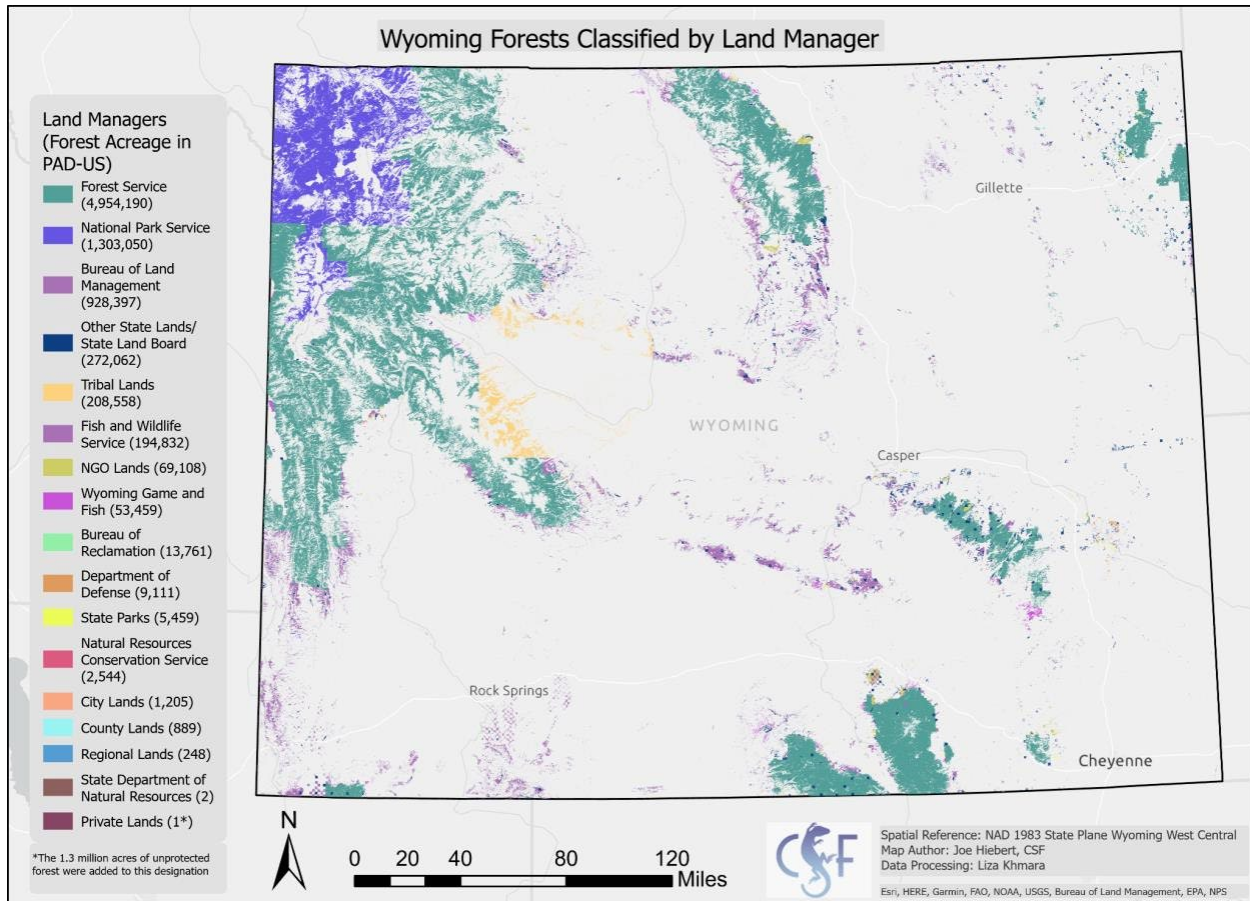 Wyoming Forests Classified by Land Manager
Land Managers
(Forest Acreage in
PAD-US)
Forest Service
(4,954,190)
National Park Service
(1,303,050)
Bureau of Land
Management
(928,397)
Other State Lands/
State Land Board
(272,062)
Tribal Lands
(208,558)
Fish and Wildlife
Service (194,832)
NGO Lands (69,108)
Wyoming Game and
Fish (53,459)
Bureau of
Reclamation (13,761)
Department of
Defense (9,111)
State Parks (5,459)
Natural Resources
Conservation Service
(2,544)
City Lands (1,205)
County Lands (889)
Regional Lands (248)
State Department of
Natural Resources (2)
Private Lands (1*)
*The 1.3 million acres of unprotected
forest were added to this designation
Gillette
WYOMING
Casper
Rock Springs
Cheyenne
N
0 20 40 80 120
Miles
CSF
Spatial Reference: NAD 1983 State Plane Wyoming West Central
Map Author: Joe Hiebert, CSF
Data Processing: Liza Khmara
Esri, HERE, Garmin, FAO, NOAA, USGS, Bureau of Land Management, EPA, NPS